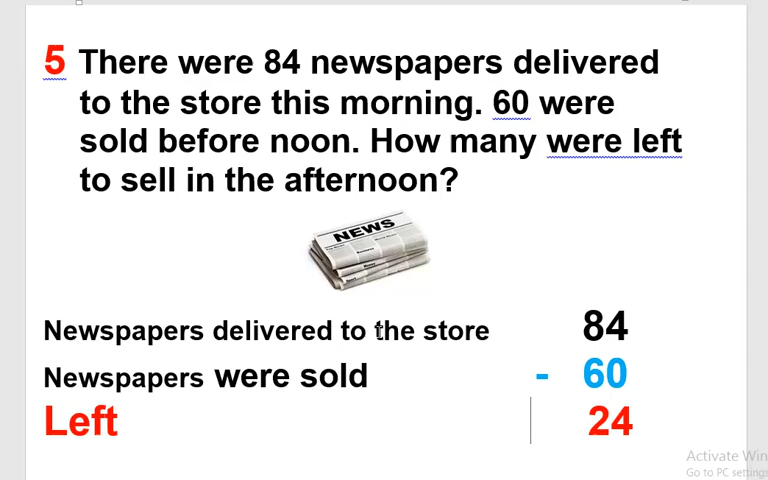 5 There were 84 newspapers delivered
to the store this morning. 60 were
sold before noon. How many were left
to sell in the afternoon?
NEWS
Newspapers delivered to the store 84
Newspapers were sold - 60
Left 24
Activate Win
Go to PC settings